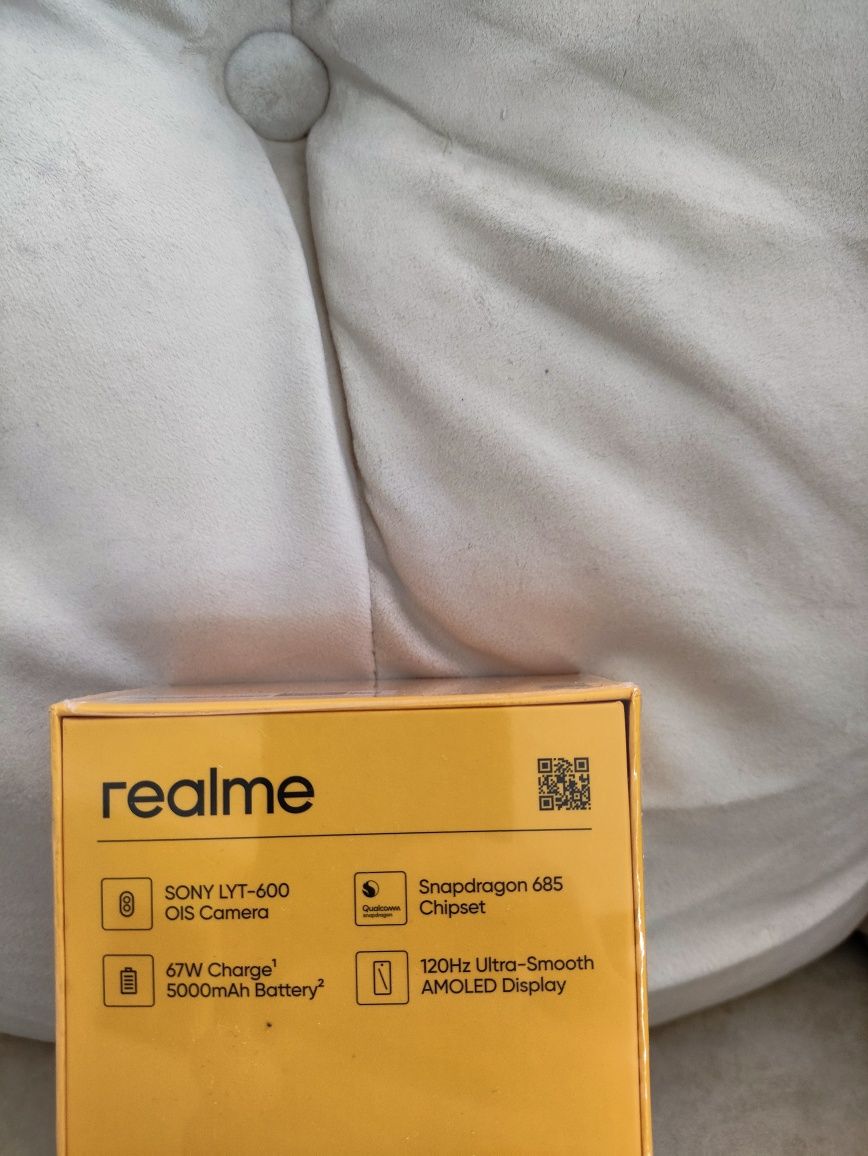 realme
SONY LYT-600
OIS Camera
Snapdragon 685
Chipset
Qualcomm
snapdragon
67W Charge¹
5000mAh Battery²
120Hz Ultra-Smooth
AMOLED Display